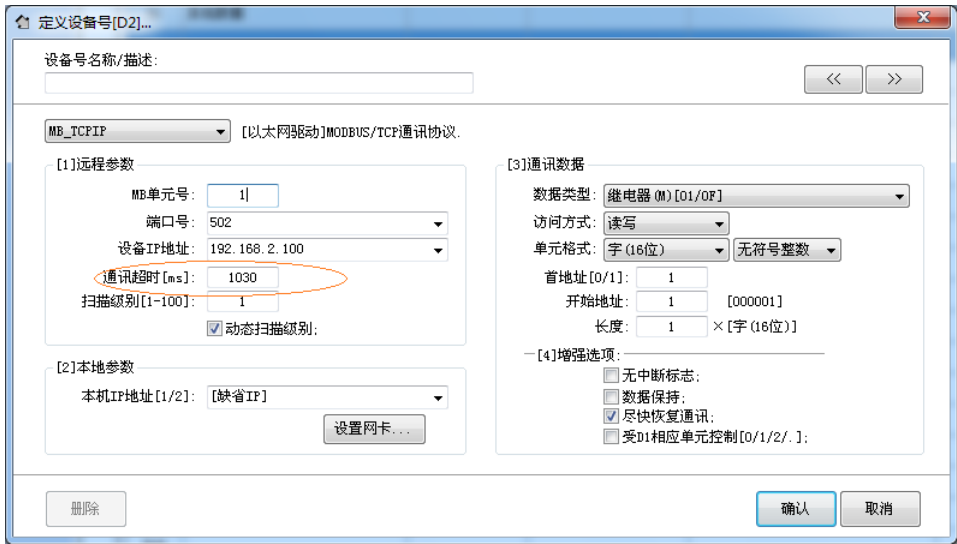 定义设备号[D2]...
设备号名称/描述:
<< >>
MB_TCPIP [以太网驱动]MODBUS/TCP通讯协议.
[1]远程参数
MB单元号: 1
端口号: 502
设备IP地址: 192.168.2.100
通讯超时[ms]: 1030
扫描级别[1-100]: 1
动态扫描级别;
[2]本地参数
本机IP地址[1/2]: [缺省IP]
设置网卡...
[3]通讯数据
数据类型: 继电器(M)[01/0F]
访问方式: 读写
单元格式: 字(16位) 无符号整数
首地址[0/1]: 1
开始地址: 1 [000001]
长度: 1 ×[字(16位)]
[4]增强选项:
无中断标志;
数据保持;
尽快恢复通讯;
受D1相应单元控制[0/1/2/.];
删除 确认 取消